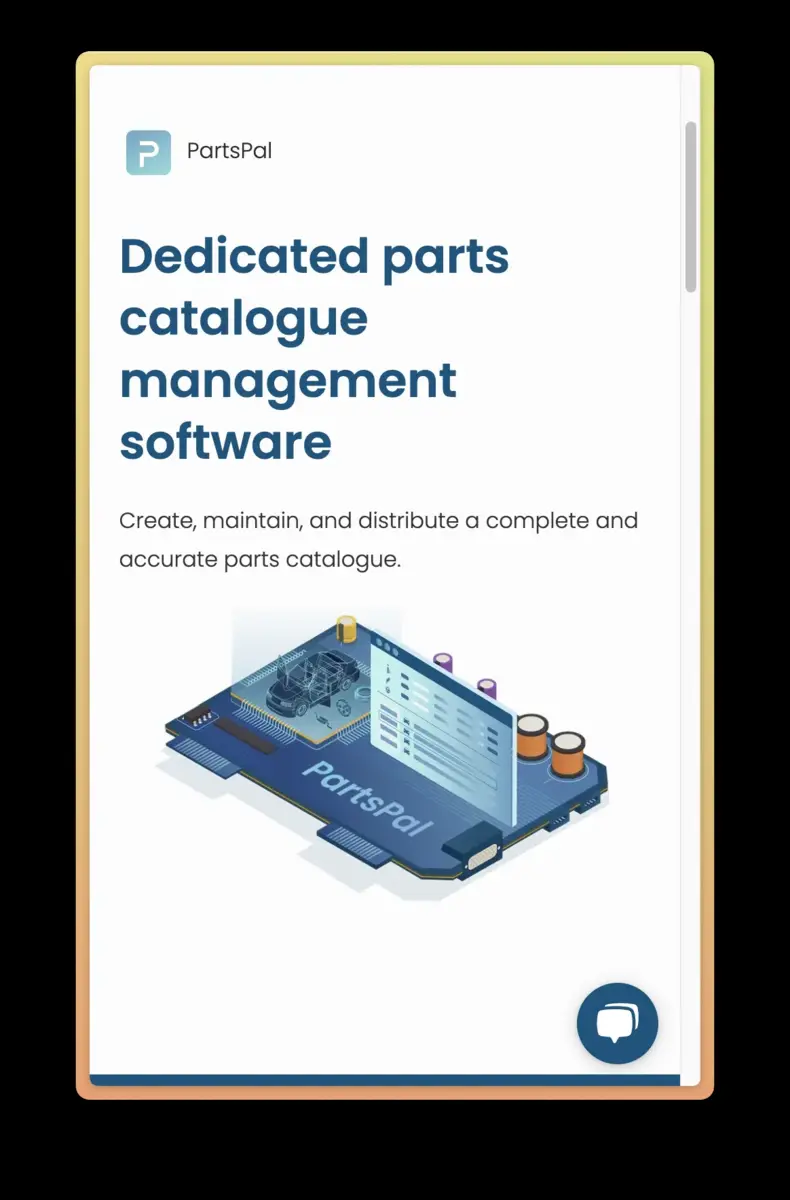 PartsPal
Dedicated parts
catalogue
management
software
Create, maintain, and distribute a complete and
accurate parts catalogue.
PartsPal